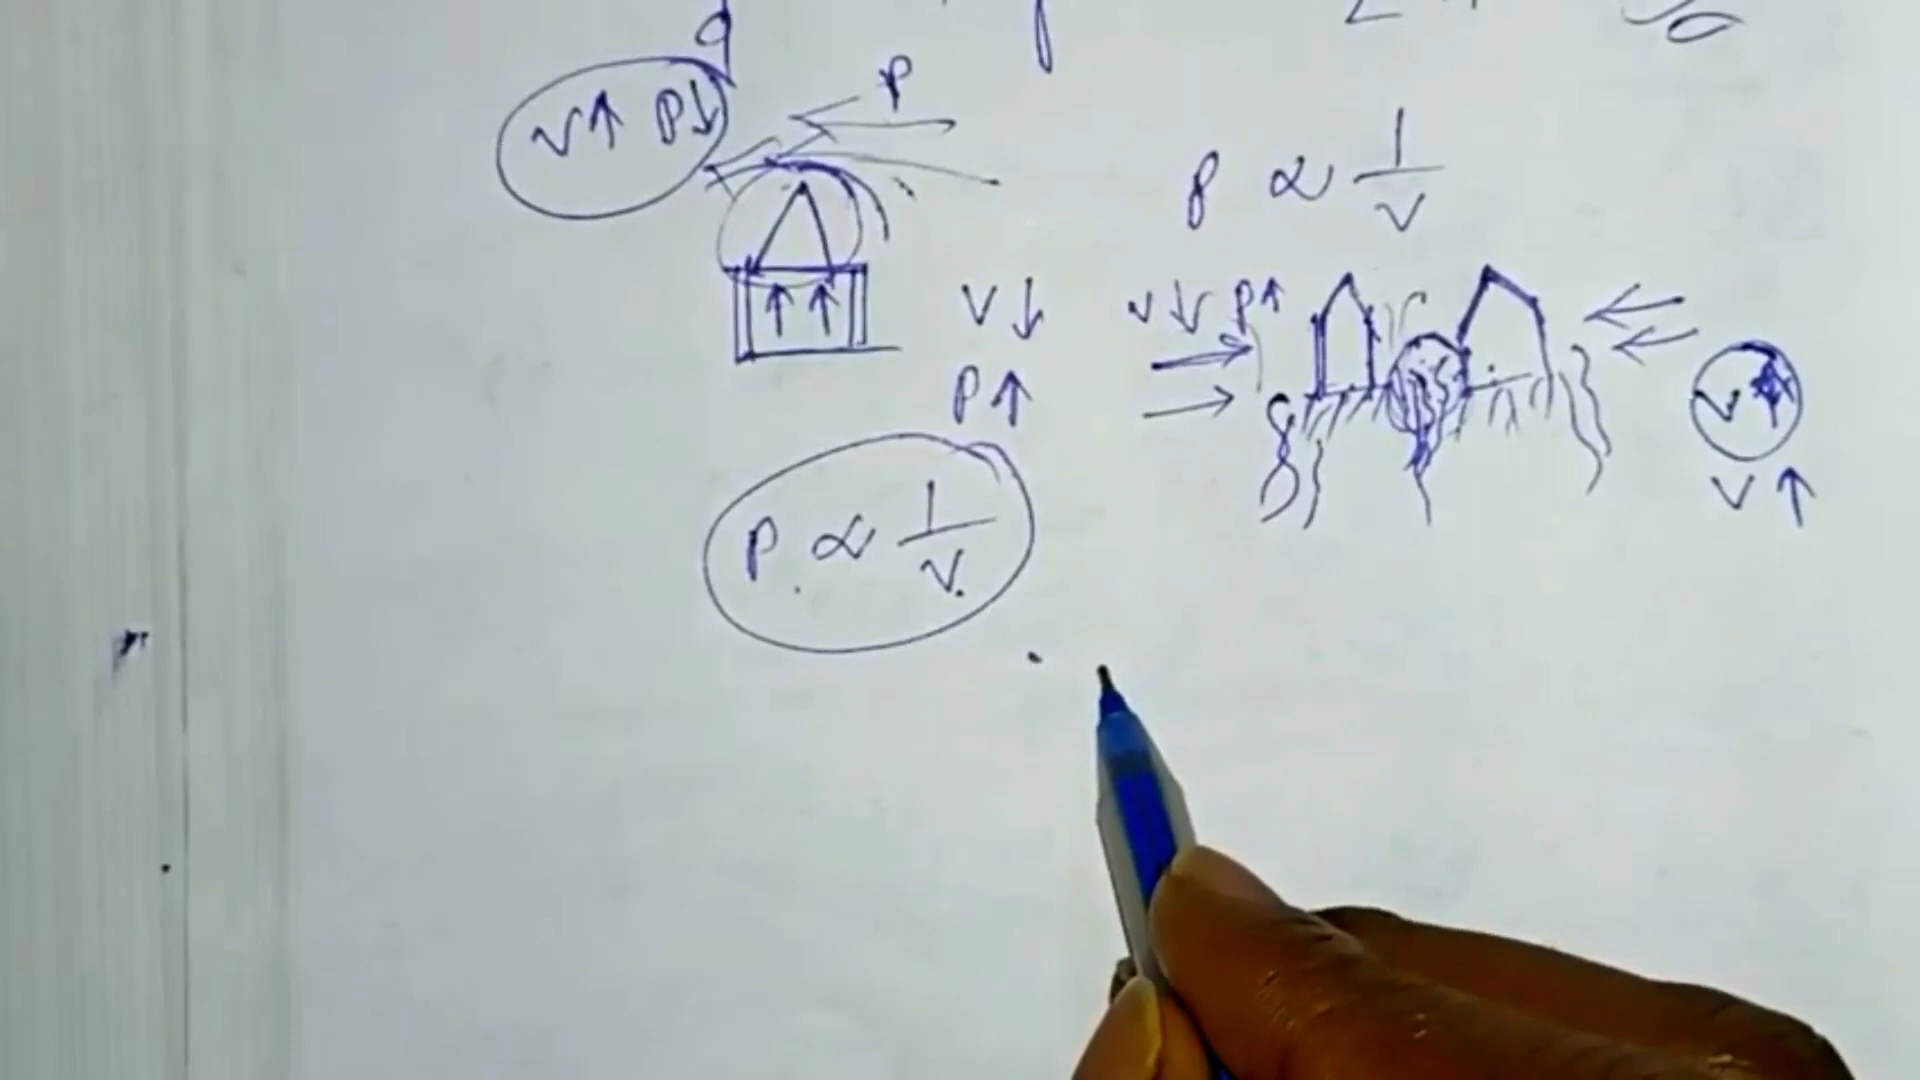 V↑ P↓
P
P ∝ 1/V
V↓
P↑
V↓ P↑
V↑
V↑
P ∝ 1/V